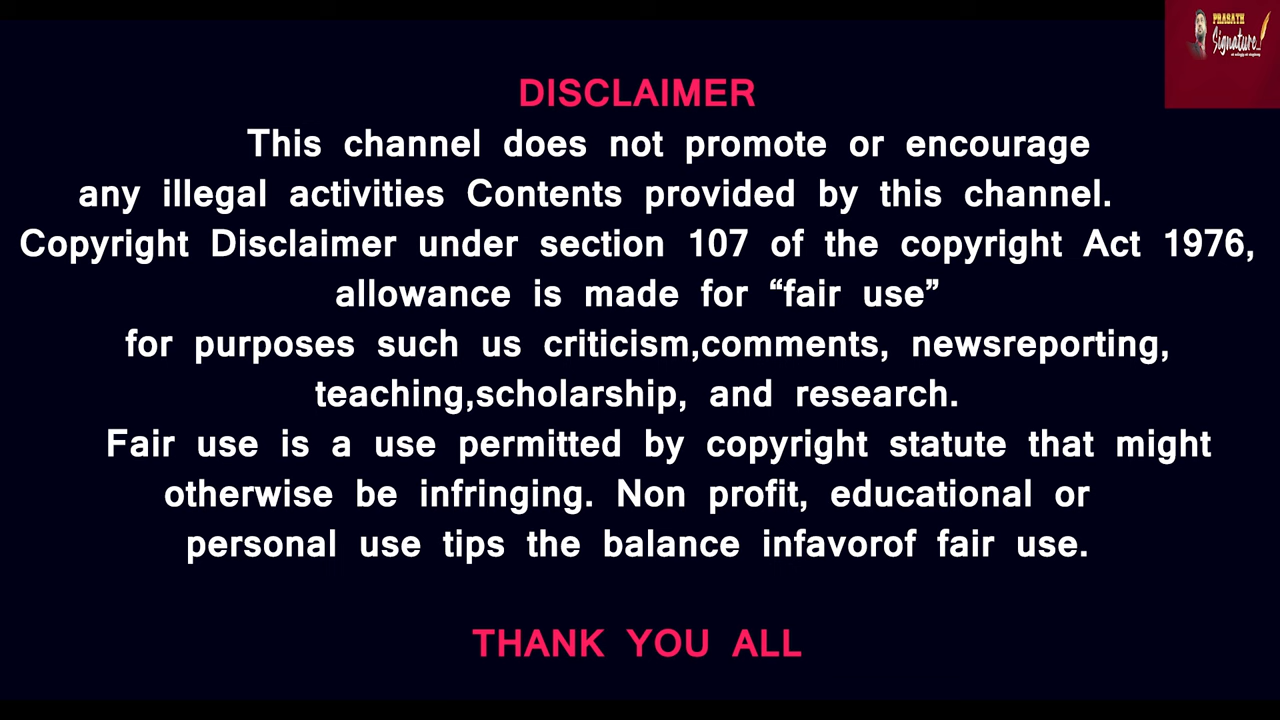 PRASATH
Signature..
DISCLAIMER
This channel does not promote or encourage
any illegal activities Contents provided by this channel.
Copyright Disclaimer under section 107 of the copyright Act 1976,
allowance is made for “fair use”
for purposes such us criticism,comments, newsreporting,
teaching,scholarship, and research.
Fair use is a use permitted by copyright statute that might
otherwise be infringing. Non profit, educational or
personal use tips the balance infavorof fair use.
THANK YOU ALL